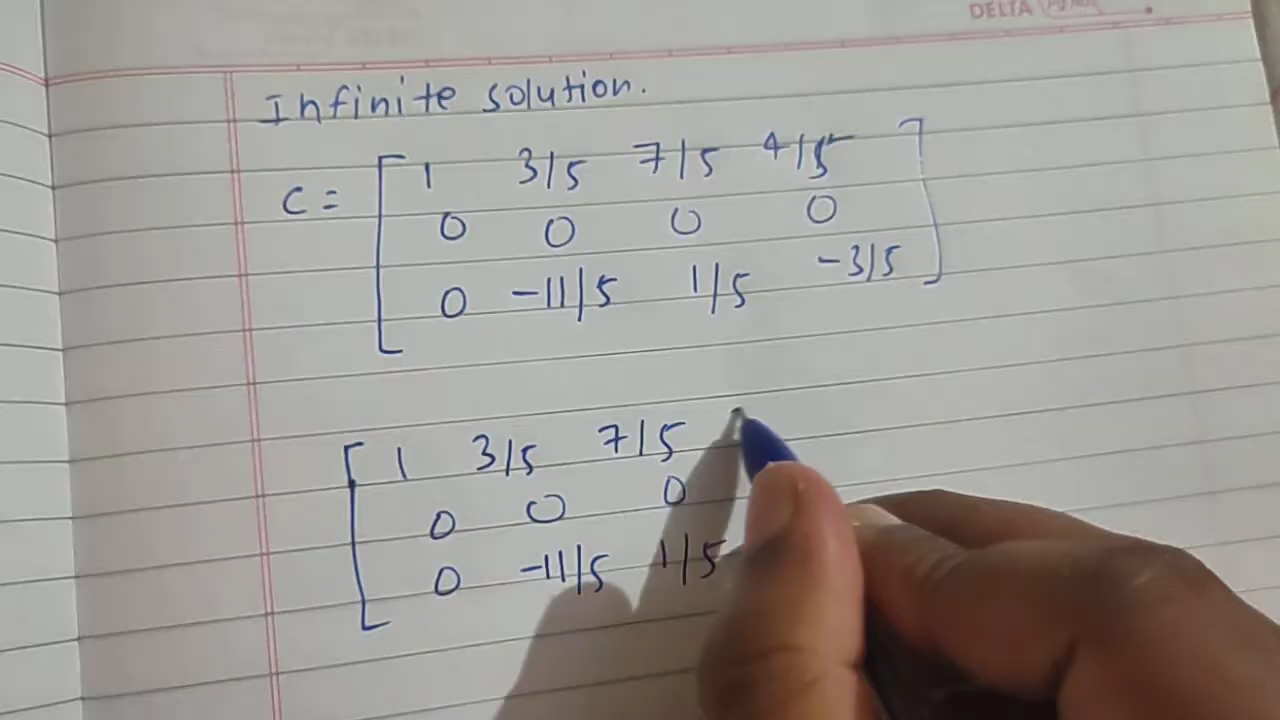 DELTA
Infinite solution.
1 3/5 7/5 4/5
C = 0 0 0 0
0 -11/5 1/5 -3/5
1 3/5 7/5
0 0 0
0 -11/5 1/5